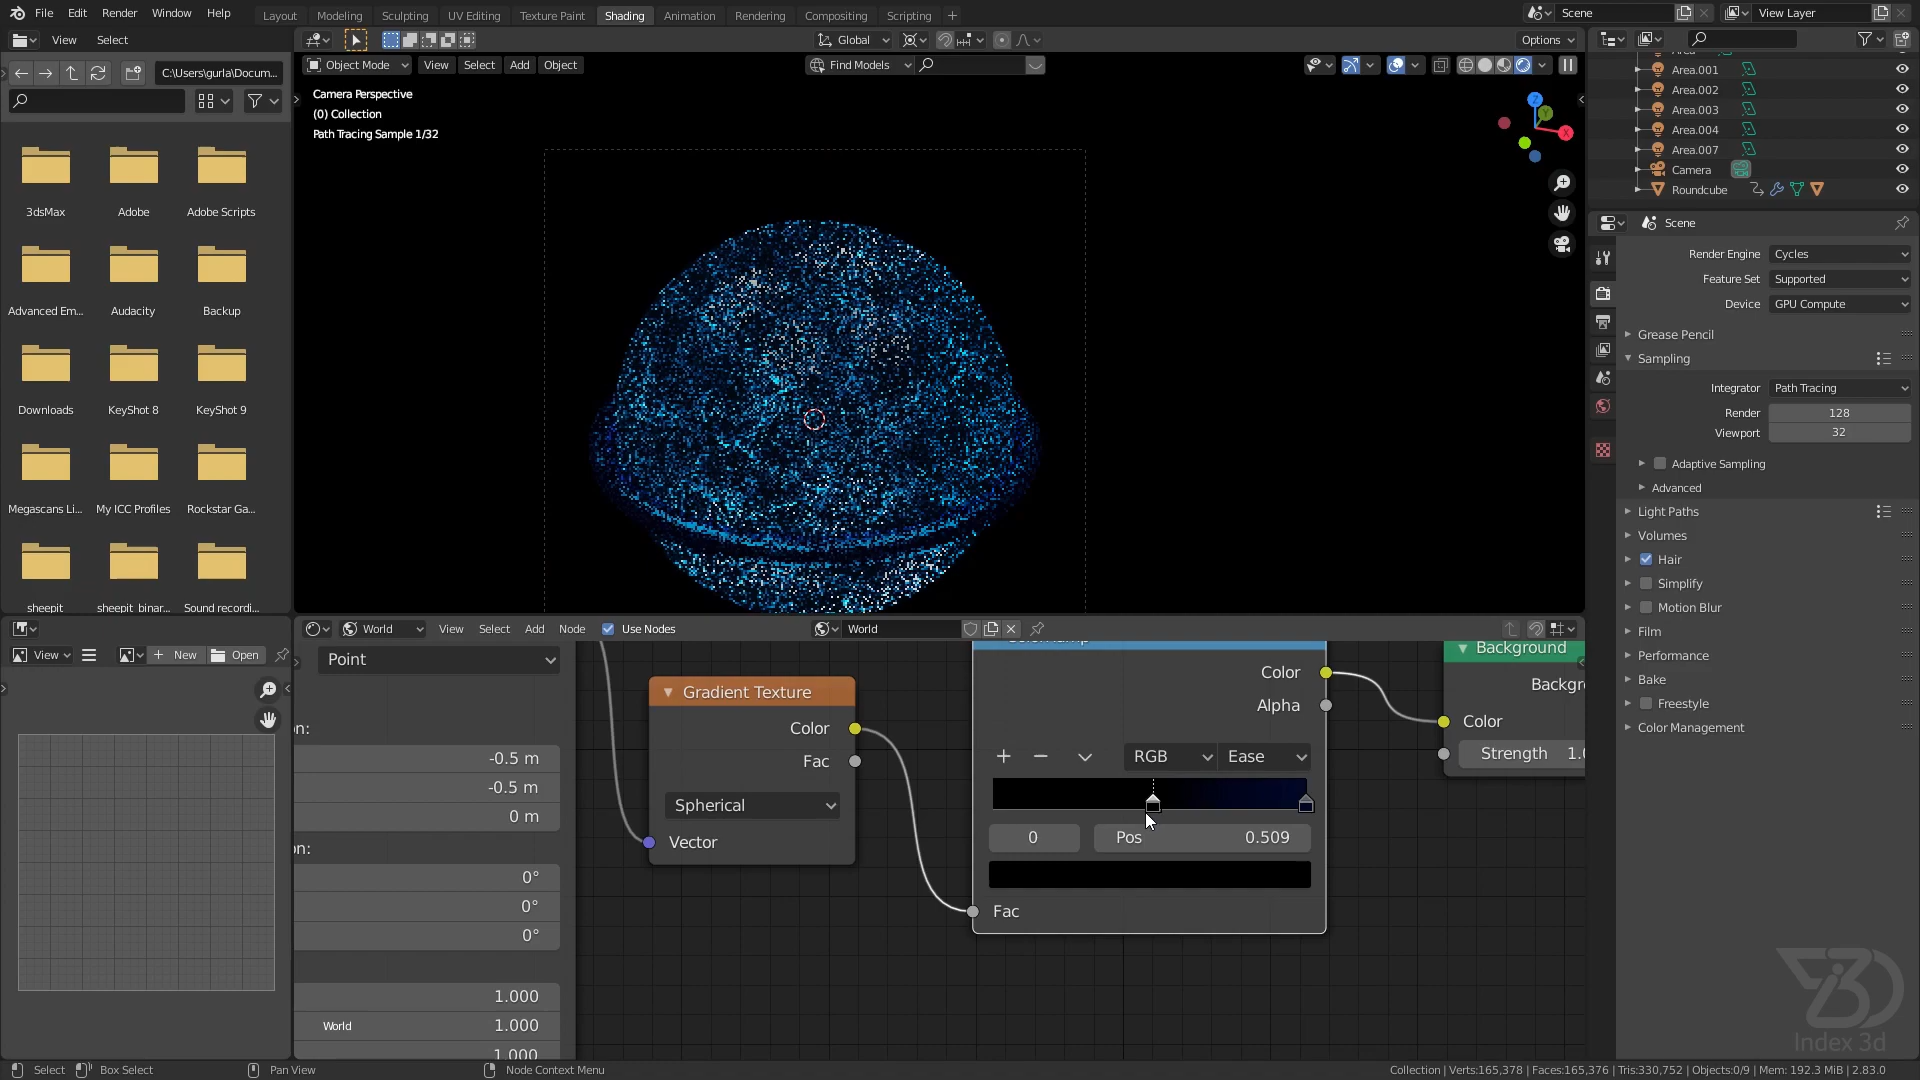 File Edit Render Window Help
Layout Modeling Sculpting UV Editing Texture Paint Shading Animation Rendering Compositing Scripting +
Scene
View Layer
View Select
Global
Options
C:\Users\gurla\Docum...
Object Mode View Select Add Object
Find Models
Camera Perspective
(0) Collection
Path Tracing Sample 1/32
Z
Y
X
3dsMax Adobe Adobe Scripts
Advanced Em... Audacity Backup
Downloads KeyShot 8 KeyShot 9
Megascans Li... My ICC Profiles Rockstar Ga...
sheepit sheepit_binar... Sound recordi...
Area.001
Area.002
Area.003
Area.004
Area.007
Camera
Roundcube
Scene
Render Engine Cycles
Feature Set Supported
Device GPU Compute
Grease Pencil
Sampling
Integrator Path Tracing
Render 128
Viewport 32
Adaptive Sampling
Advanced
Light Paths
Volumes
Hair
Simplify
Motion Blur
Film
Performance
Bake
Freestyle
Color Management
View + New Open
World View Select Add Node Use Nodes World
Point
n:
-0.5 m
-0.5 m
0 m
n:
0°
0°
0°
1.000
World 1.000
1.000
Gradient Texture
Color
Fac
Spherical
Vector
Color
Alpha
+ − RGB Ease
0 Pos 0.509
Fac
Background
Backgr
Color
Strength 1.
Index 3d
Select Box Select Pan View Node Context Menu
Collection | Verts:165,378 | Faces:165,376 | Tris:330,752 | Objects:0/9 | Mem: 192.3 MiB | 2.83.0